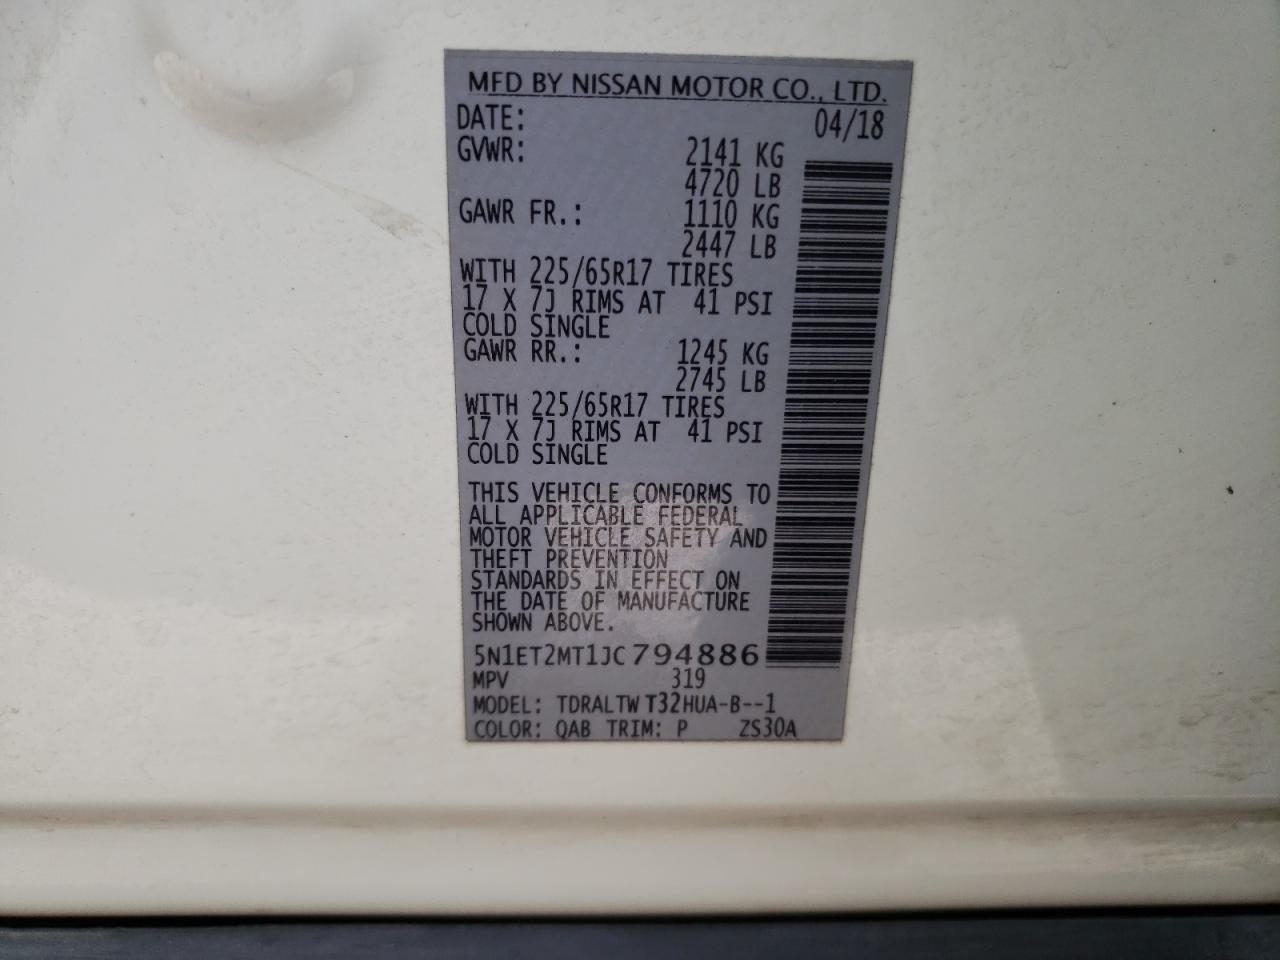 MFD BY NISSAN MOTOR CO., LTD.
DATE: 04/18
GVWR: 2141 KG
4720 LB
GAWR FR.: 1110 KG
2447 LB
WITH 225/65R17 TIRES
17 X 7J RIMS AT 41 PSI
COLD SINGLE
GAWR RR.: 1245 KG
2745 LB
WITH 225/65R17 TIRES
17 X 7J RIMS AT 41 PSI
COLD SINGLE
THIS VEHICLE CONFORMS TO
ALL APPLICABLE FEDERAL
MOTOR VEHICLE SAFETY AND
THEFT PREVENTION
STANDARDS IN EFFECT ON
THE DATE OF MANUFACTURE
SHOWN ABOVE.
5N1ET2MT1JC794886
MPV 319
MODEL: TDRALTW T32HUA-B--1
COLOR: QAB TRIM: P ZS30A